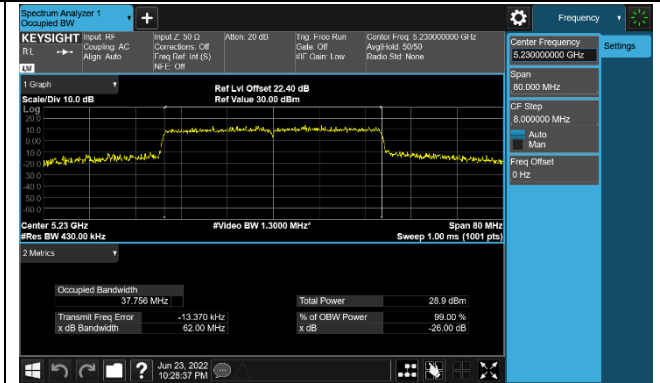 Spectrum Analyzer 1
Occupied BW
+
Frequency
KEYSIGHT
RL
LXI
Input: RF
Coupling: AC
Align: Auto
Input Z: 50 Ω
Corrections: Off
Freq Ref: Int (S)
NFE: Off
Atten: 20 dB
Trig: Free Run
Gate: Off
#IF Gain: Low
Center Freq: 5.230000000 GHz
Avg|Hold: 50/50
Radio Std: None
Center Frequency
5.230000000 GHz
Settings
Span
80.000 MHz
CF Step
8.000000 MHz
Auto
Man
Freq Offset
0 Hz
1 Graph
Scale/Div 10.0 dB
Ref Lvl Offset 22.40 dB
Ref Value 30.00 dBm
Log
20.0
10.0
0.00
-10.0
-20.0
-30.0
-40.0
-50.0
-60.0
Center 5.23 GHz
#Res BW 430.00 kHz
#Video BW 1.3000 MHz*
Span 80 MHz
Sweep 1.00 ms (1001 pts)
2 Metrics
Occupied Bandwidth
37.756 MHz
Total Power 28.9 dBm
Transmit Freq Error -13.370 kHz
% of OBW Power 99.00 %
x dB Bandwidth 62.00 MHz
x dB -26.00 dB
?
Jun 23, 2022
10:28:37 PM